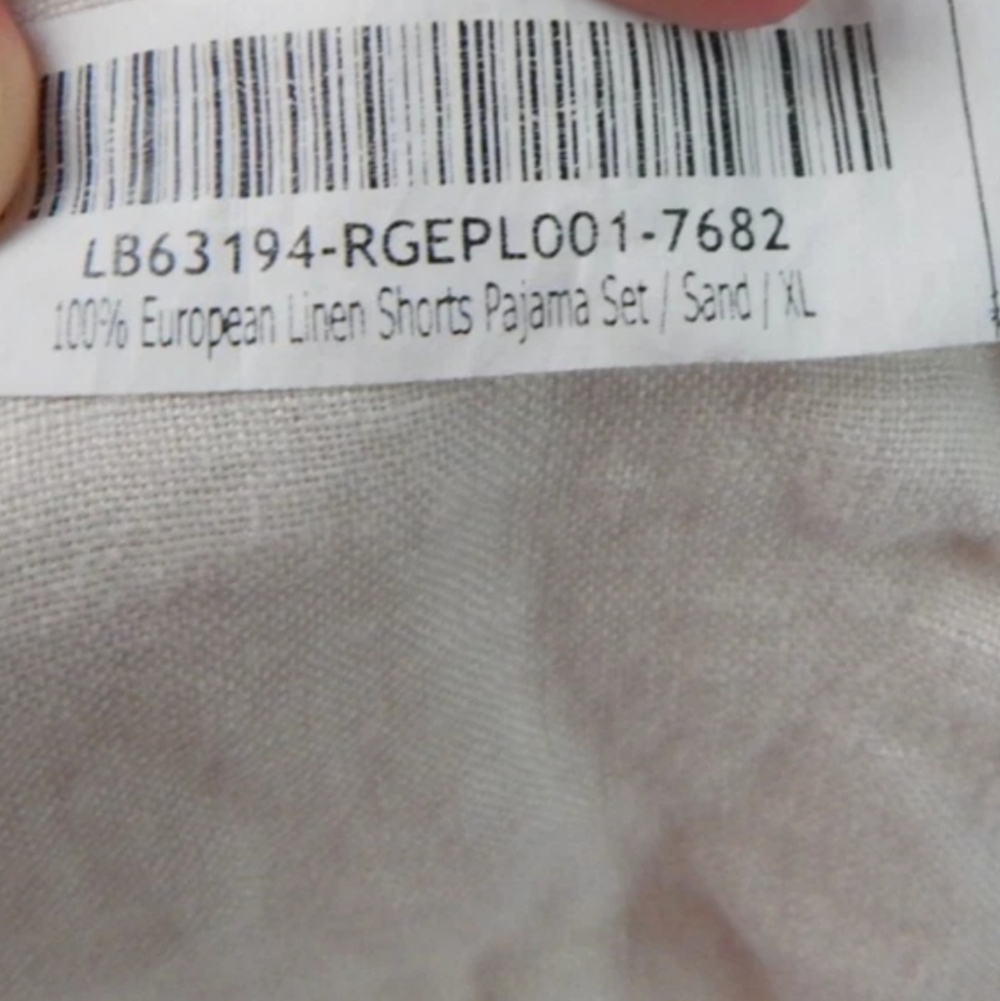 LB63194-RGEPL001-7682
100% European Linen Shorts Pajama Set / Sand / XL